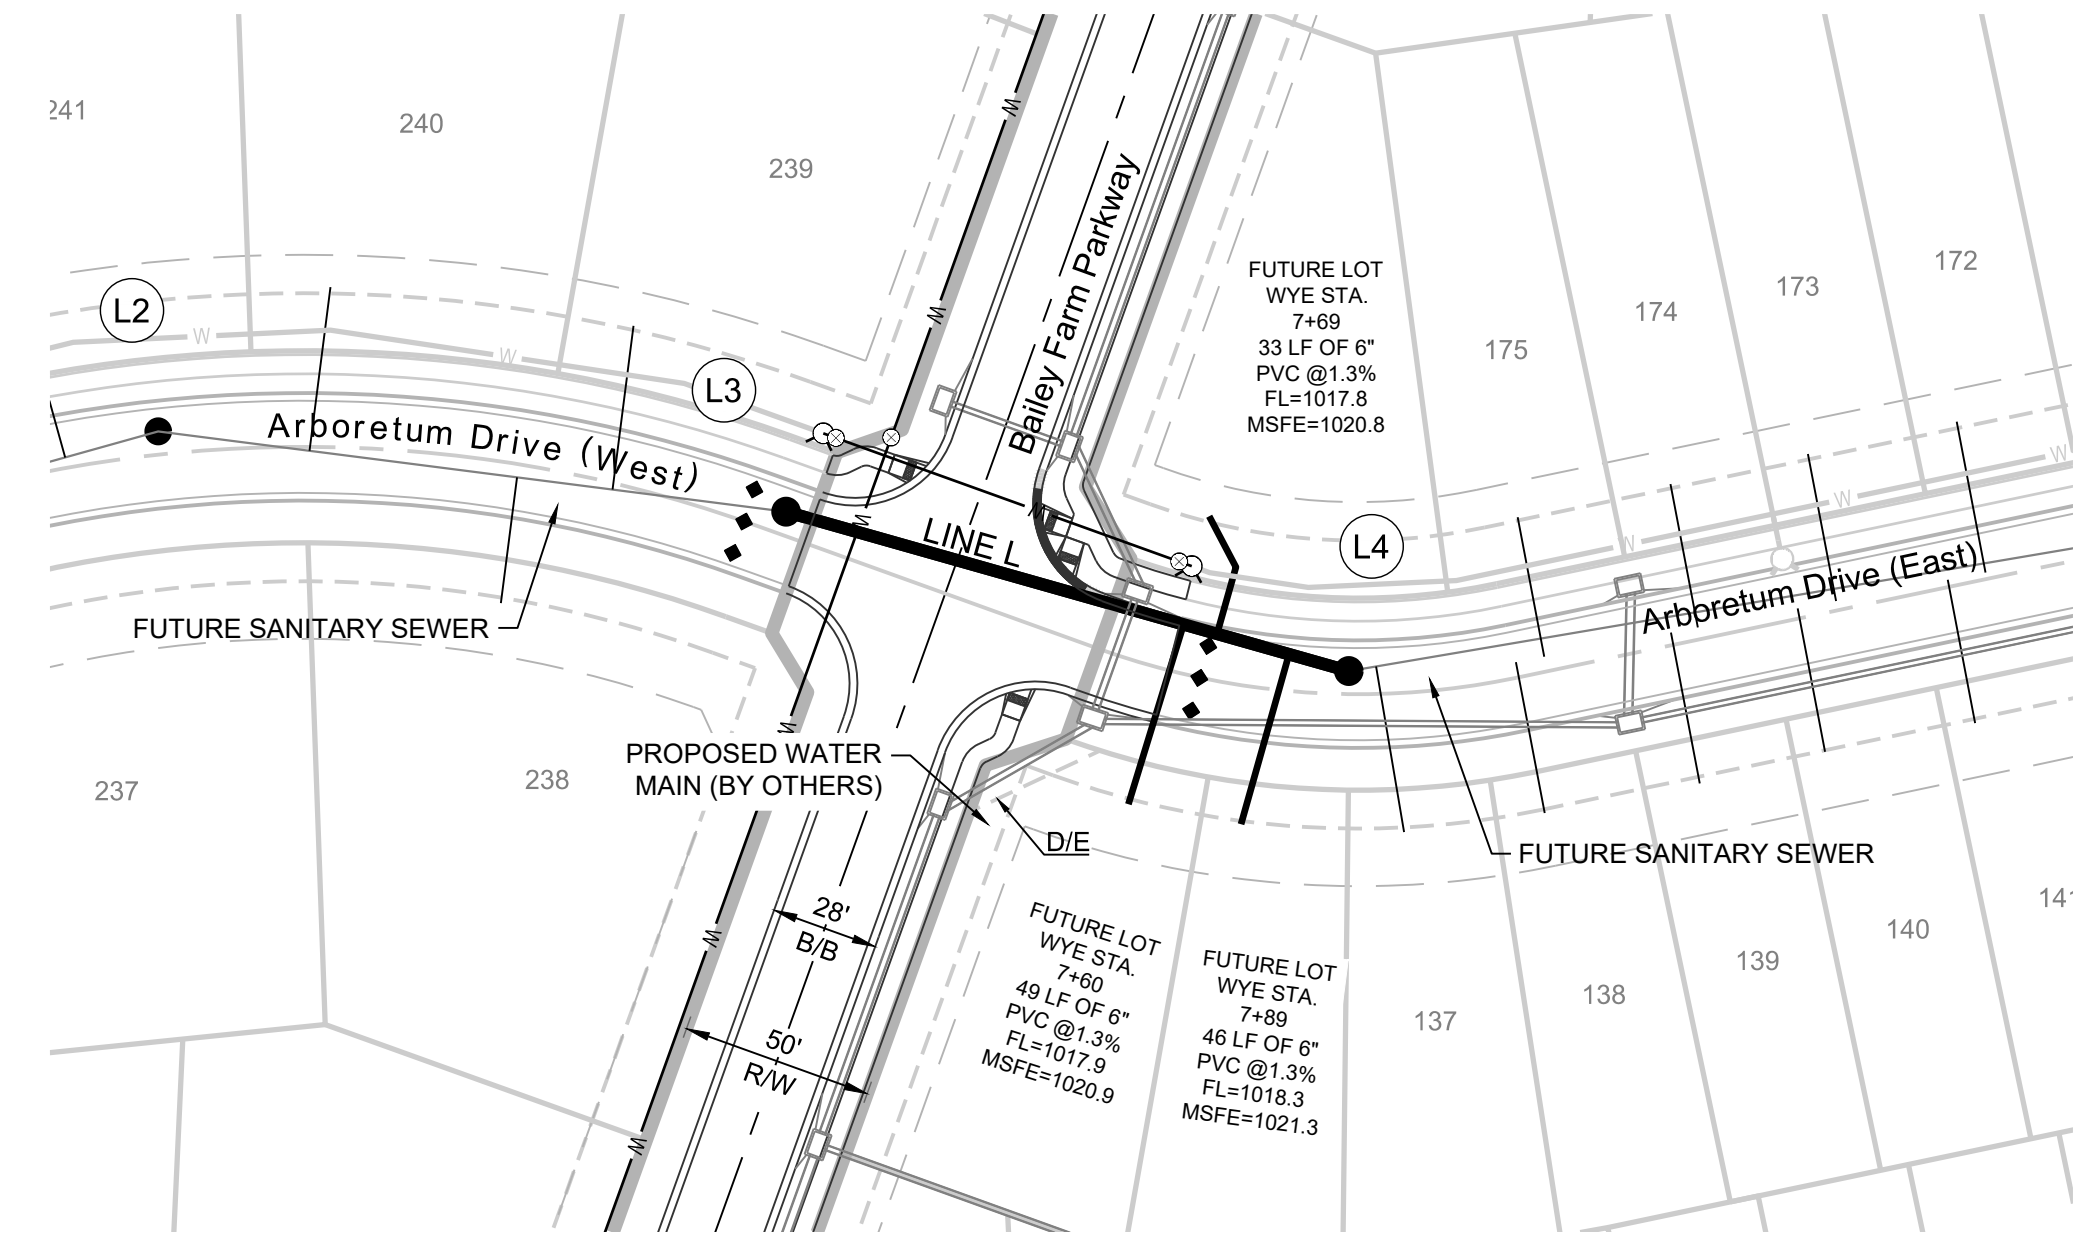 241
240
239
L2
L3
Arboretum Drive (West)
Bailey Farm Parkway
FUTURE LOT
WYE STA.
7+69
33 LF OF 6"
PVC @1.3%
FL=1017.8
MSFE=1020.8
175
174
173
172
L4
LINE L
Arboretum Drive (East)
FUTURE SANITARY SEWER
237
238
PROPOSED WATER
MAIN (BY OTHERS)
D/E
FUTURE SANITARY SEWER
28'
B/B
50'
R/W
FUTURE LOT
WYE STA.
7+60
49 LF OF 6"
PVC @1.3%
FL=1017.9
MSFE=1020.9
FUTURE LOT
WYE STA.
7+89
46 LF OF 6"
PVC @1.3%
FL=1018.3
MSFE=1021.3
137
138
139
140
141
W
W
W
W
W
W
W
W
W
W
W
W